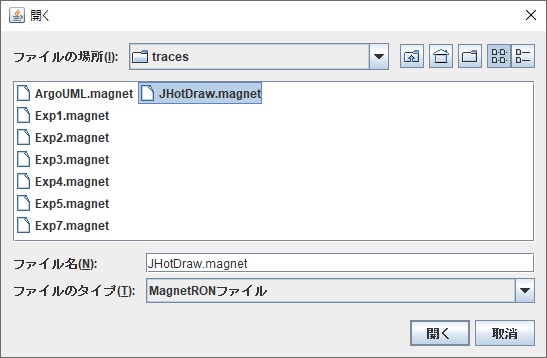 開く
ファイルの場所(I): traces
ArgoUML.magnet JHotDraw.magnet
Exp1.magnet
Exp2.magnet
Exp3.magnet
Exp4.magnet
Exp5.magnet
Exp7.magnet
ファイル名(N): JHotDraw.magnet
ファイルのタイプ(T): MagnetRONファイル
開く 取消